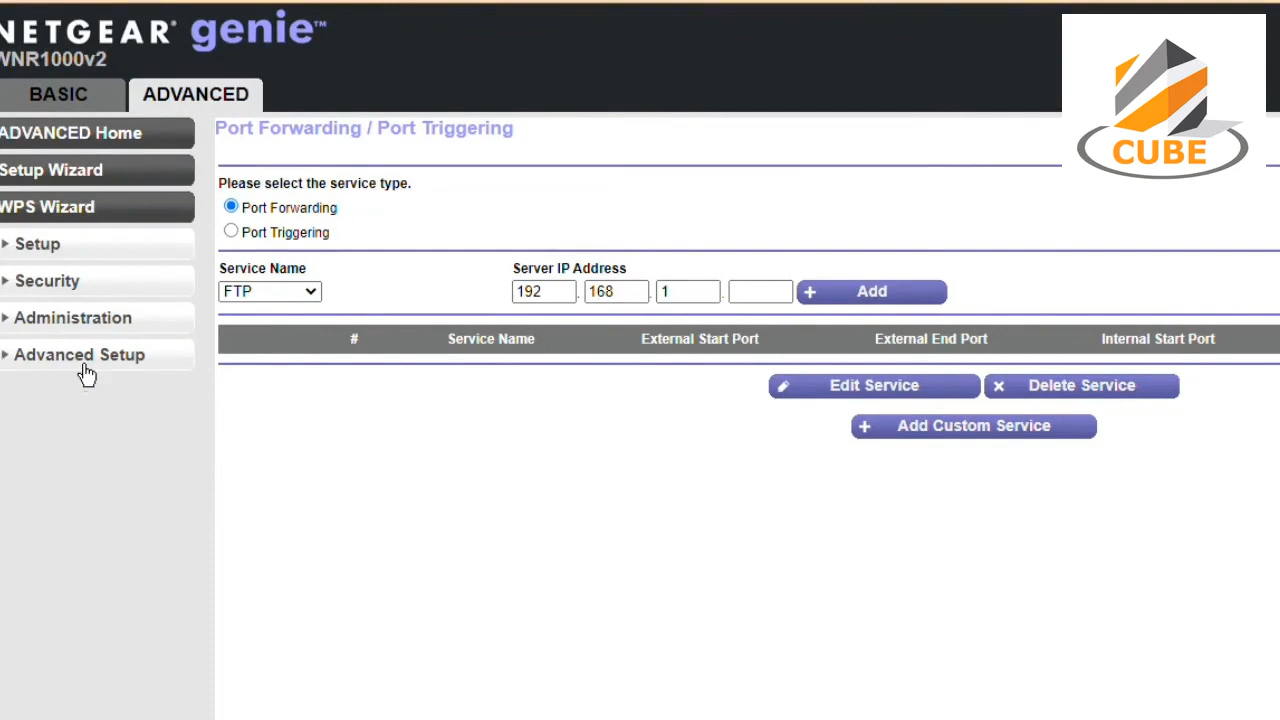 NETGEAR® genie™
WNR1000v2
BASIC
ADVANCED
CUBE
ADVANCED Home
Setup Wizard
WPS Wizard
Setup
Security
Administration
Advanced Setup
Port Forwarding / Port Triggering
Please select the service type.
Port Forwarding
Port Triggering
Service Name
Server IP Address
FTP
192 . 168 . 1 .
+ Add
# Service Name External Start Port External End Port Internal Start Port
Edit Service
Delete Service
+ Add Custom Service